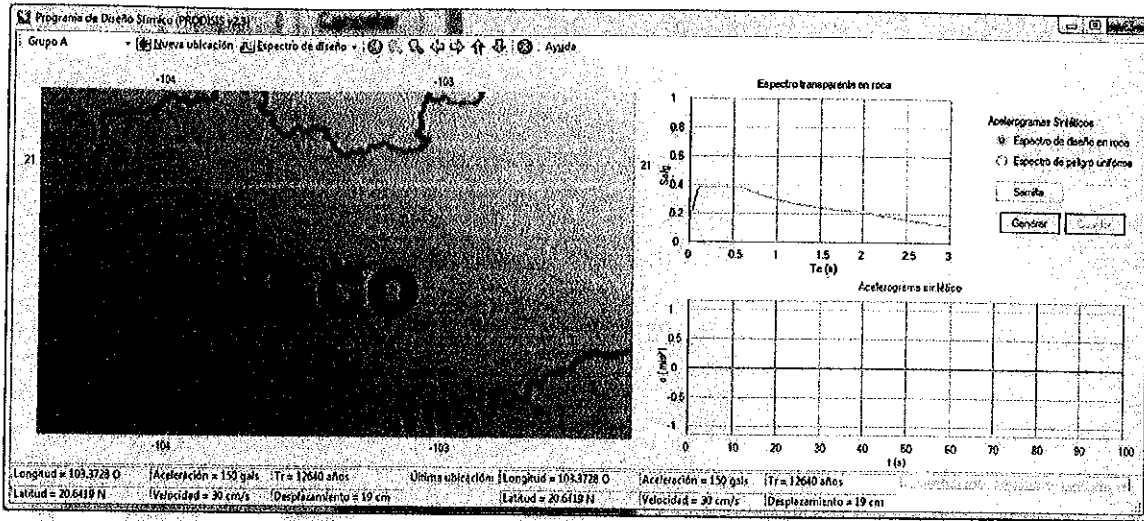 Programa de Diseño Sísmico (PRODISIS v2.3)
Grupo A Nueva ubicación Espectro de diseño Ayuda
-104 -103
21 21
-104 -103
Espectro transparente en roca
1
0.8
0.6
0.4
0.2
0
Sa/g
0 0.5 1 1.5 2 2.5 3
Te (s)
Acelerogramas Sintéticos
Espectro de diseño en roca
Espectro de peligro uniforme
Semilla
Generar
Acelerograma sintético
1
0.5
0
-0.5
-1
0 10 20 30 40 50 60 70 80 90 100
t (s)
Longitud = 103.3728 O Aceleración = 150 gals Tr = 12640 años Última ubicación: Longitud = 103.3728 O Aceleración = 150 gals Tr = 12640 años
Latitud = 20.6419 N Velocidad = 30 cm/s Desplazamiento = 19 cm Latitud = 20.6419 N Velocidad = 30 cm/s Desplazamiento = 19 cm